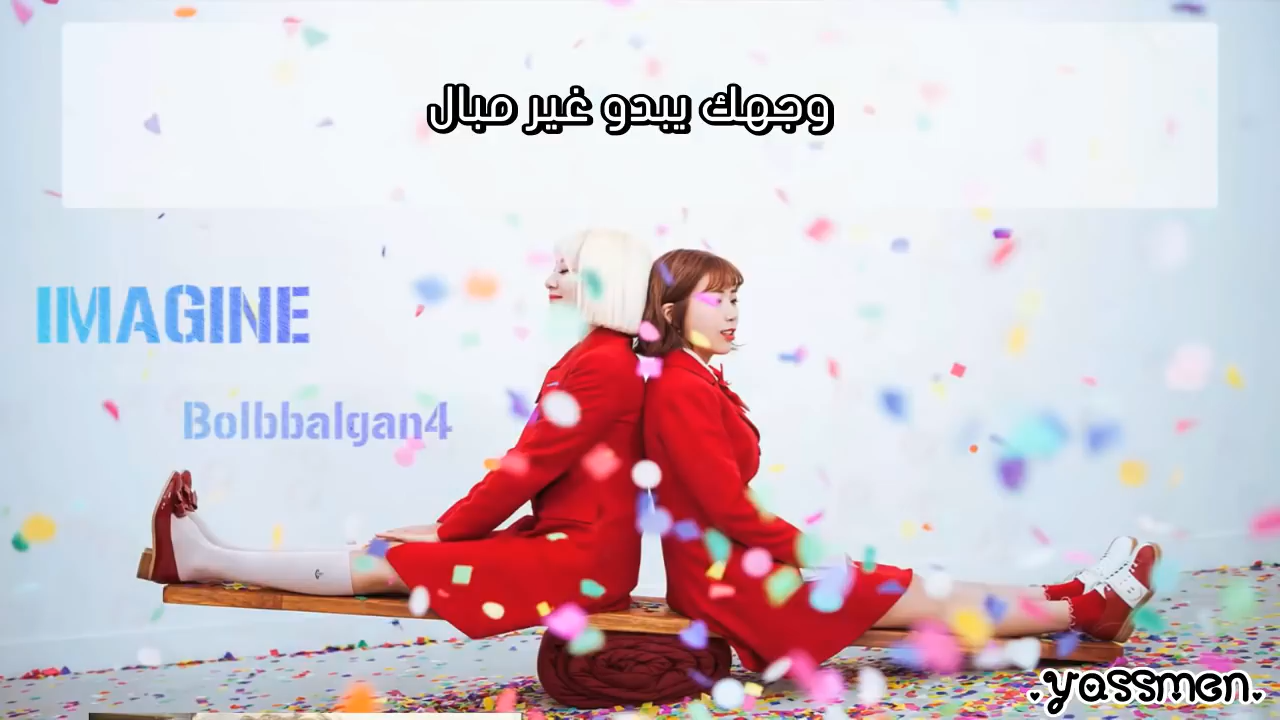 وجهك يبدو غير مبال
IMAGINE
Bolbbalgan4
.yassmen.